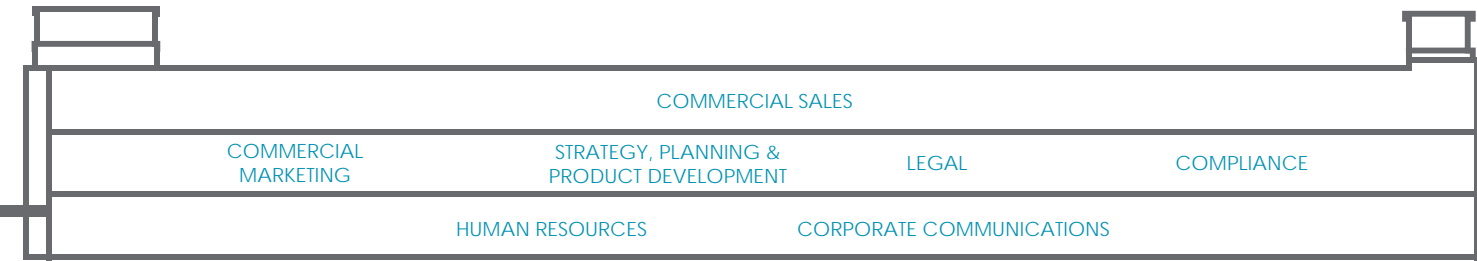 COMMERCIAL SALES
COMMERCIAL
MARKETING
STRATEGY, PLANNING &
PRODUCT DEVELOPMENT
LEGAL
COMPLIANCE
HUMAN RESOURCES
CORPORATE COMMUNICATIONS